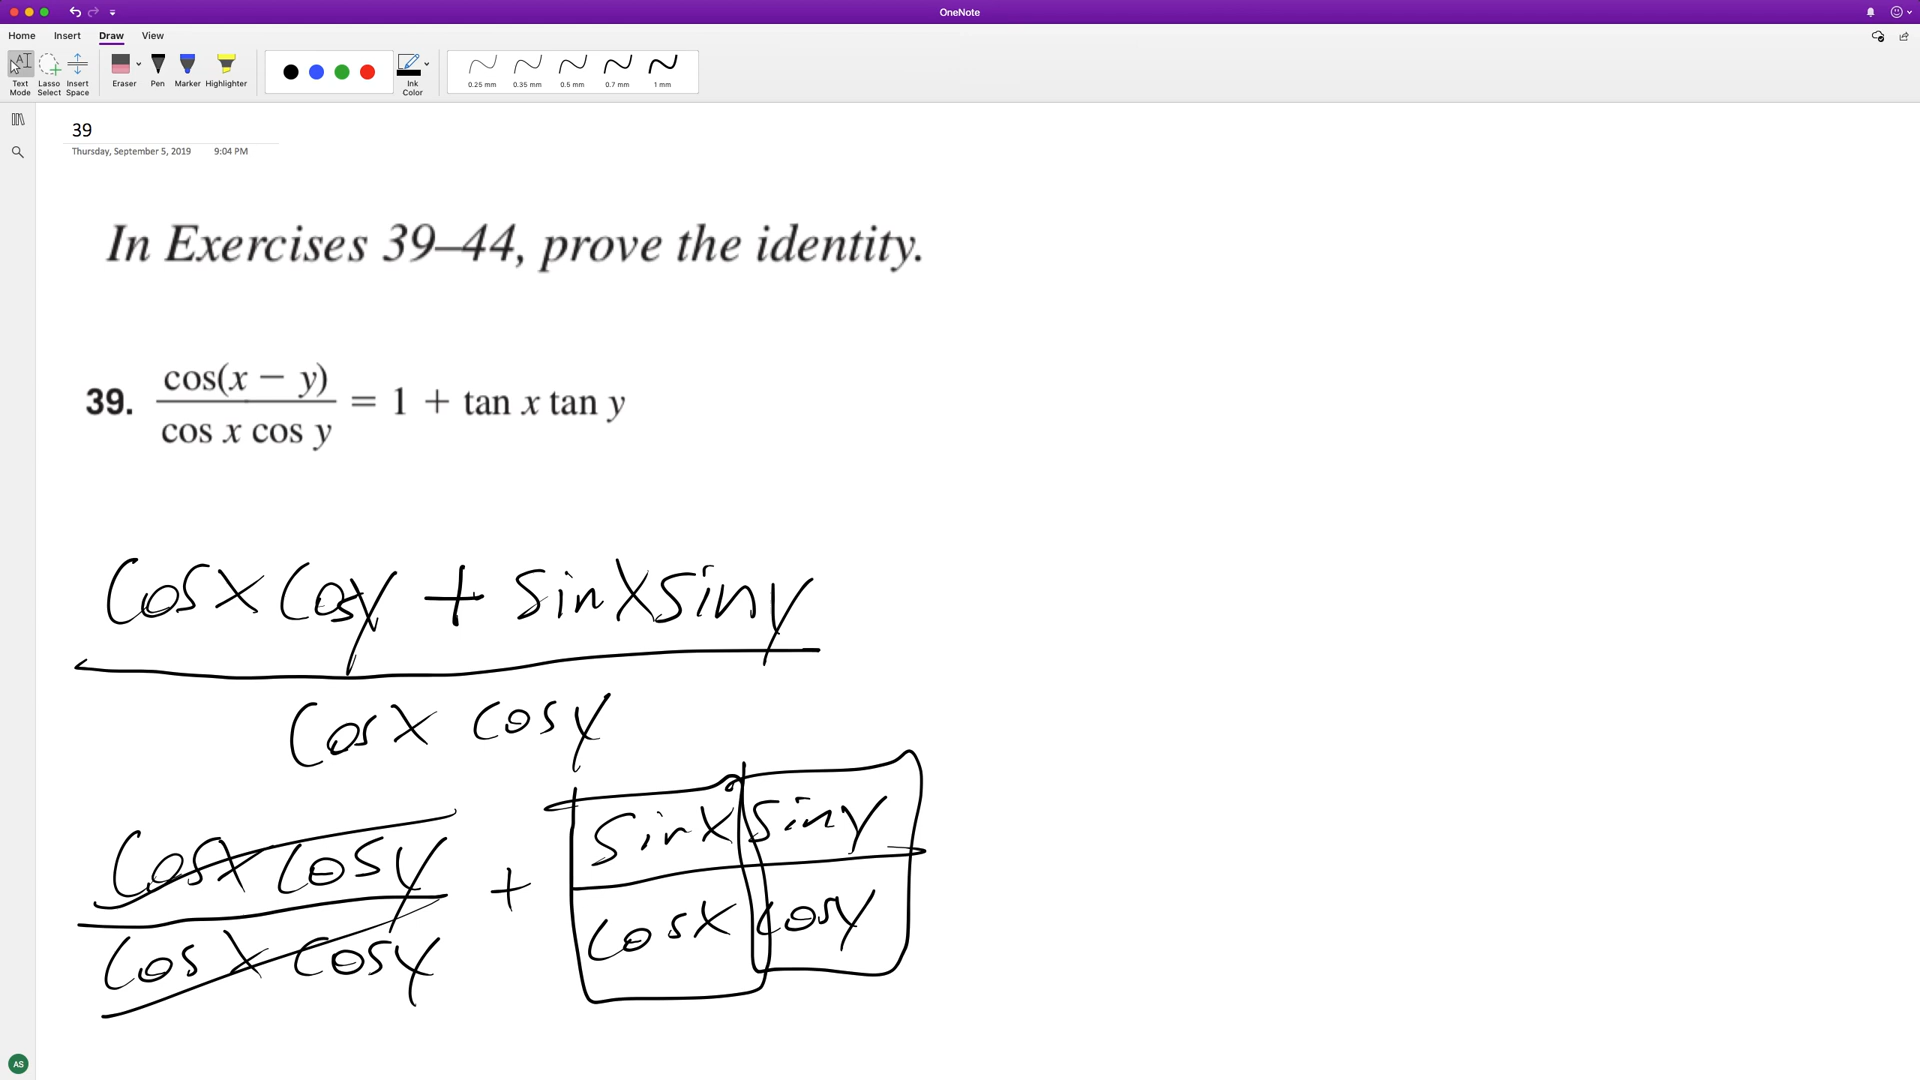 OneNote
Home Insert Draw View
Text Mode Lasso Select Insert Space Eraser Pen Marker Highlighter Ink Color 0.25 mm 0.35 mm 0.5 mm 0.7 mm 1 mm
39
Thursday, September 5, 2019 9:04 PM
In Exercises 39–44, prove the identity.
cos(x − y)
39. = 1 + tan x tan y
cos x cos y
cosx cosy + sinx siny
cosx cosy
cosx cosy + sinx siny
cosx cosy cosx cosy
AS